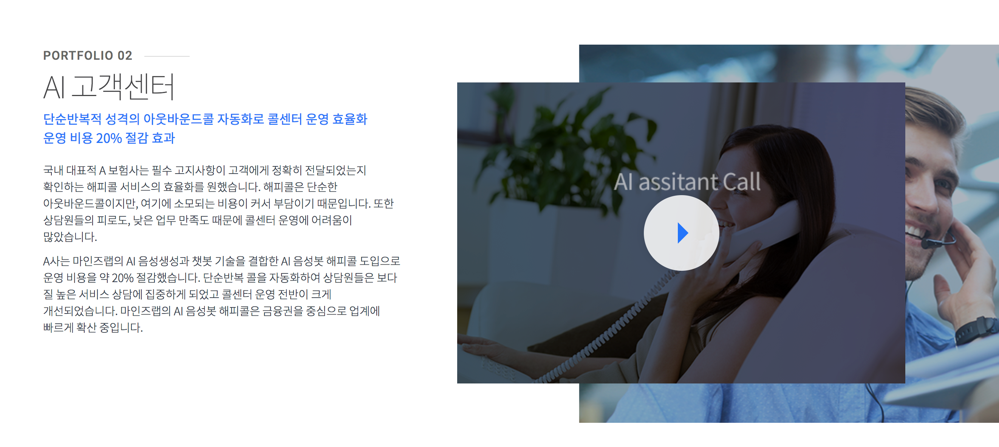 PORTFOLIO 02
AI 고객센터
단순반복적 성격의 아웃바운드콜 자동화로 콜센터 운영 효율화
운영 비용 20% 절감 효과
국내 대표적 A 보험사는 필수 고지사항이 고객에게 정확히 전달되었는지
확인하는 해피콜 서비스의 효율화를 원했습니다. 해피콜은 단순한
아웃바운드콜이지만, 여기에 소모되는 비용이 커서 부담이기 때문입니다. 또한
상담원들의 피로도, 낮은 업무 만족도 때문에 콜센터 운영에 어려움이
많았습니다.
A사는 마인즈랩의 AI 음성생성과 챗봇 기술을 결합한 AI 음성봇 해피콜 도입으로
운영 비용을 약 20% 절감했습니다. 단순반복 콜을 자동화하여 상담원들은 보다
질 높은 서비스 상담에 집중하게 되었고 콜센터 운영 전반이 크게
개선되었습니다. 마인즈랩의 AI 음성봇 해피콜은 금융권을 중심으로 업계에
빠르게 확산 중입니다.
AI assitant Call